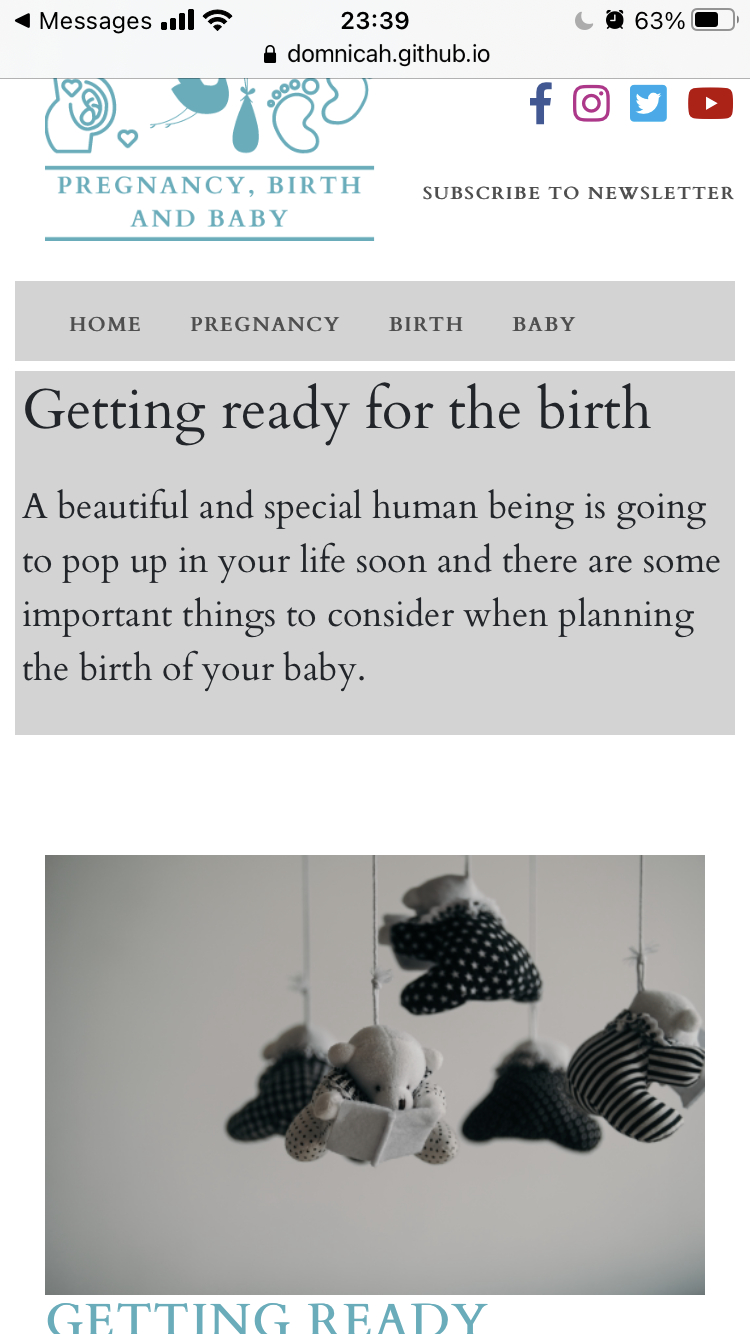 Messages
23:39
63%
domnicah.github.io
PREGNANCY, BIRTH
AND BABY
SUBSCRIBE TO NEWSLETTER
HOME PREGNANCY BIRTH BABY
Getting ready for the birth
A beautiful and special human being is going
to pop up in your life soon and there are some
important things to consider when planning
the birth of your baby.
GETTING READY